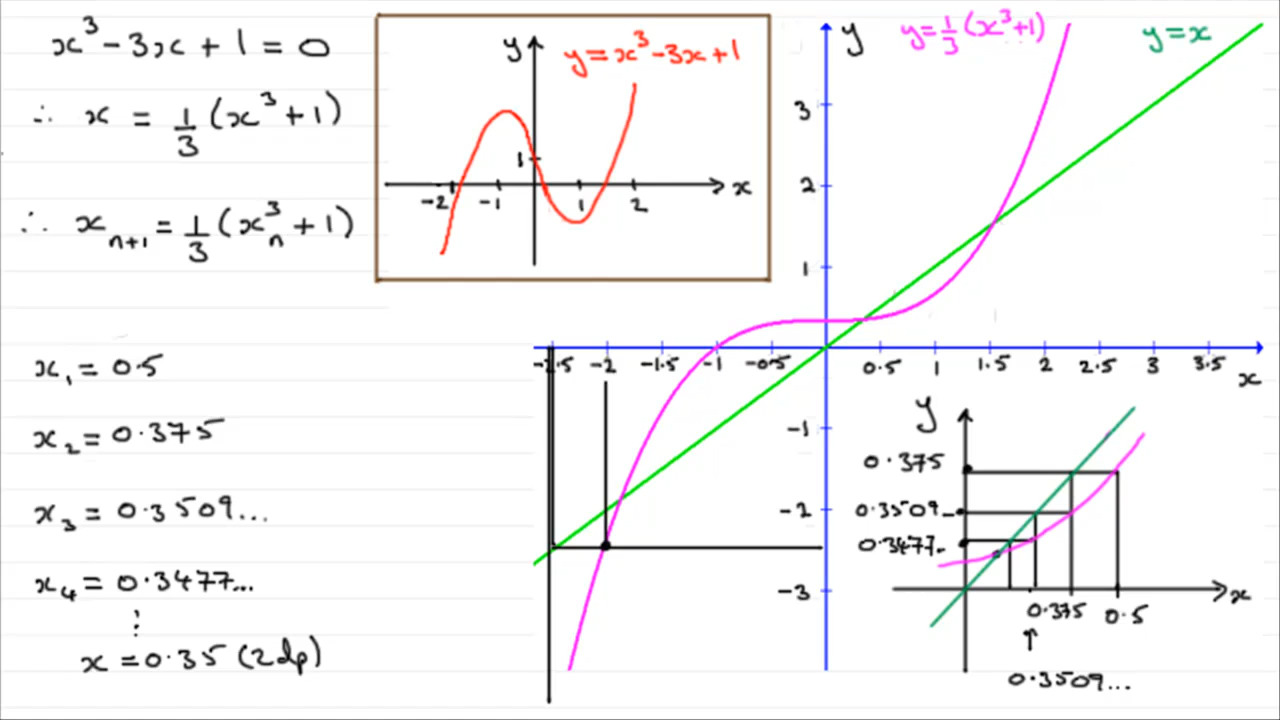 x³ - 3x + 1 = 0
∴ x = 1/3 (x³ + 1)
∴ xₙ₊₁ = 1/3 (xₙ³ + 1)
x₁ = 0.5
x₂ = 0.375
x₃ = 0.3509...
x₄ = 0.3477...
⋮
x = 0.35 (2dp)
y
y = x³ - 3x + 1
1
-2 -1 1 2 x
y
y = 1/3 (x³ + 1)
y = x
3
2
1
-2.5 -2 -1.5 -1 -0.5 0.5 1 1.5 2 2.5 3 3.5 x
-1
-2
-3
y
0.375
0.3509...
0.3477...
x
0.375 0.5
↑
0.3509...